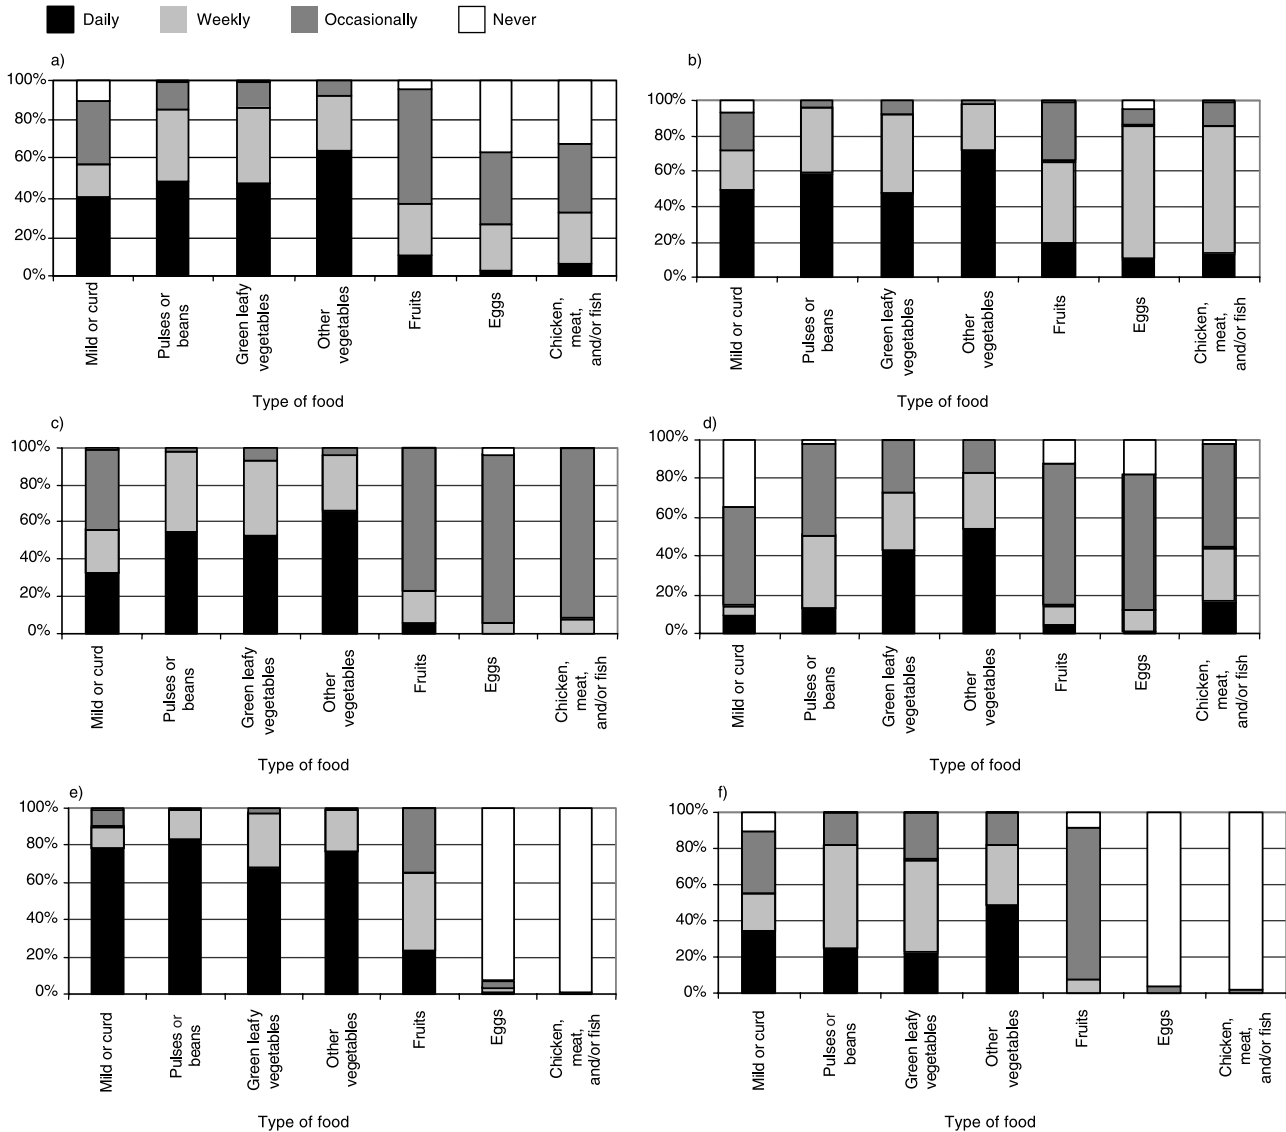 Daily Weekly Occasionally Never
a)
100%
80%
60%
40%
20%
0%
Mild or curd
Pulses or
beans
Green leafy
vegetables
Other
vegetables
Fruits
Eggs
Chicken,
meat,
and/or fish
Type of food
b)
100%
80%
60%
40%
20%
0%
Mild or curd
Pulses or
beans
Green leafy
vegetables
Other
vegetables
Fruits
Eggs
Chicken,
meat,
and/or fish
Type of food
c)
100%
80%
60%
40%
20%
0%
Mild or curd
Pulses or
beans
Green leafy
vegetables
Other
vegetables
Fruits
Eggs
Chicken,
meat,
and/or fish
Type of food
d)
100%
80%
60%
40%
20%
0%
Mild or curd
Pulses or
beans
Green leafy
vegetables
Other
vegetables
Fruits
Eggs
Chicken,
meat,
and/or fish
Type of food
e)
100%
80%
60%
40%
20%
0%
Mild or curd
Pulses or
beans
Green leafy
vegetables
Other
vegetables
Fruits
Eggs
Chicken,
meat,
and/or fish
Type of food
f)
100%
80%
60%
40%
20%
0%
Mild or curd
Pulses or
beans
Green leafy
vegetables
Other
vegetables
Fruits
Eggs
Chicken,
meat,
and/or fish
Type of food